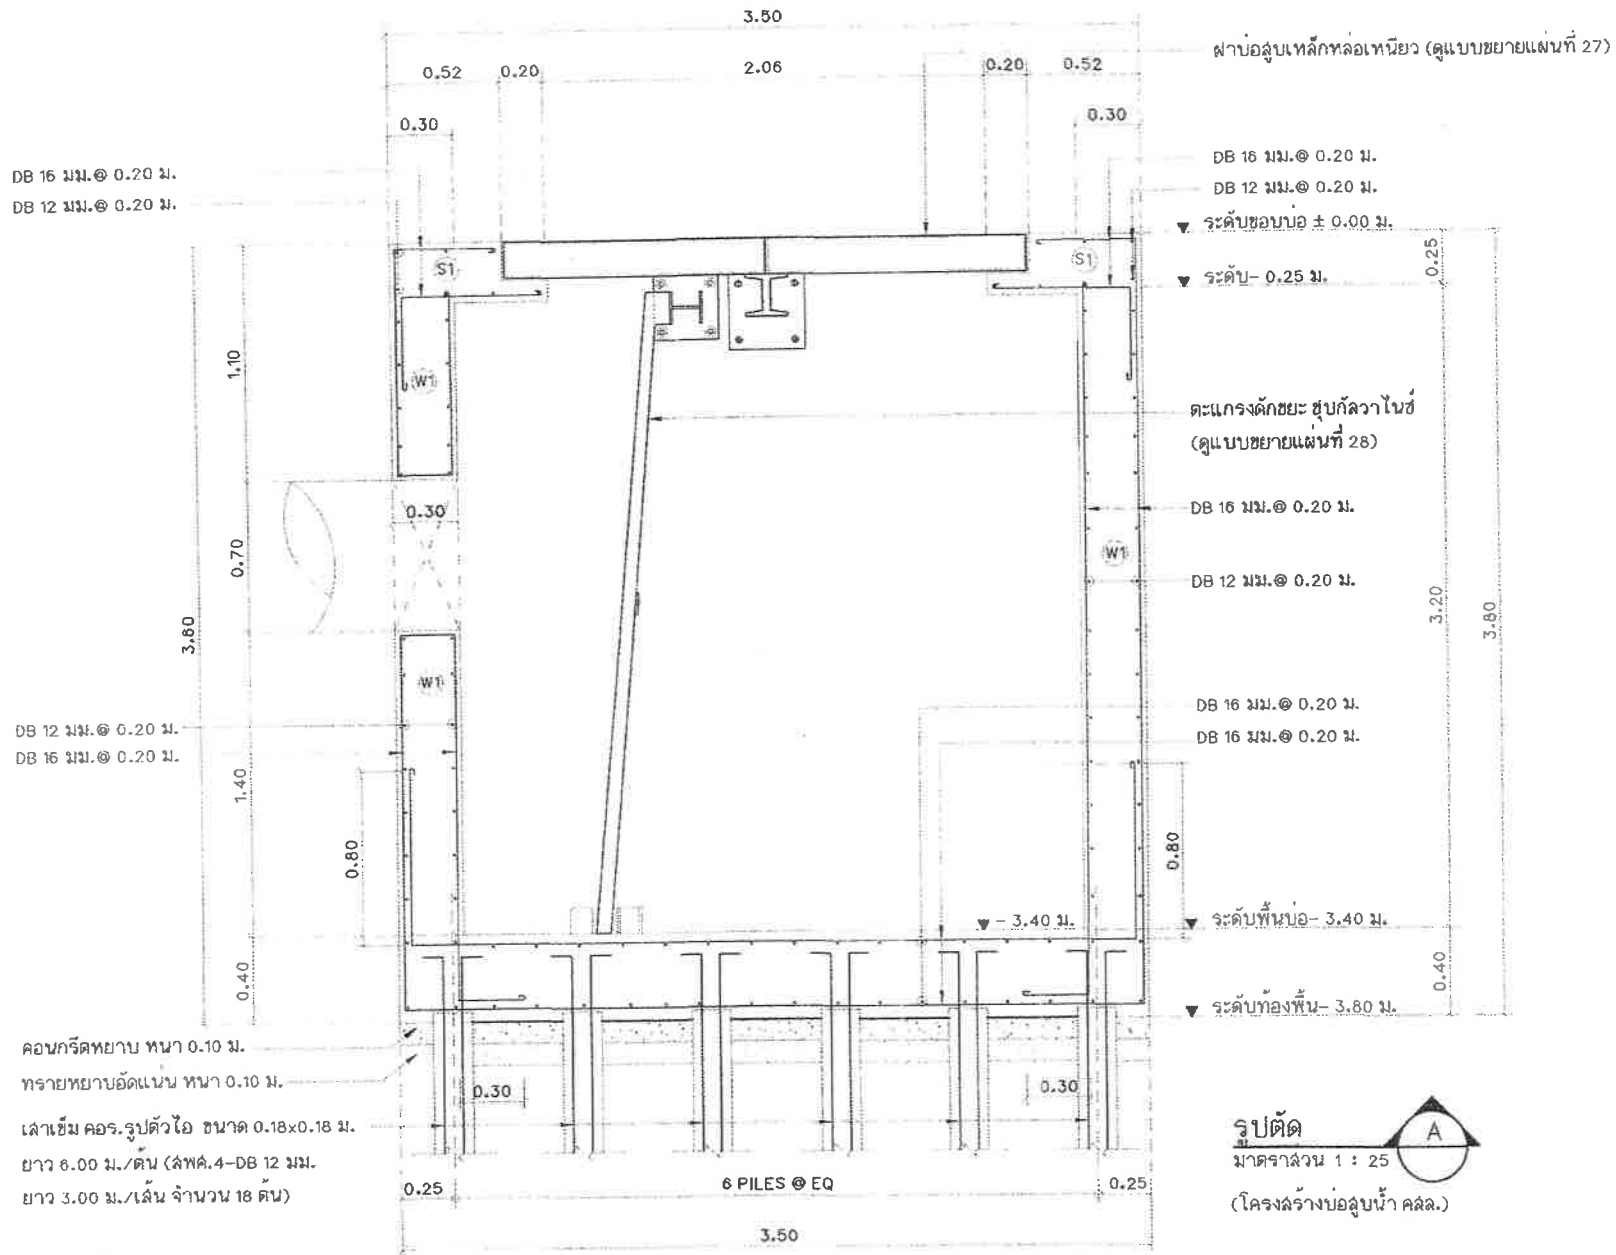 3.50
ฝาบ่อสูบเหล็กหล่อเหนียว (ดูแบบขยายแผ่นที่ 27)
0.52
0.20
2.06
0.20
0.52
0.30
0.30
DB 16 มม.@ 0.20 ม.
DB 12 มม.@ 0.20 ม.
DB 16 มม.@ 0.20 ม.
DB 12 มม.@ 0.20 ม.
ระดับขอบบ่อ ± 0.00 ม.
S1
S1
0.25
ระดับ- 0.25 ม.
1.10
W1
ตะแกรงดักขยะ ชุบกัลวาไนซ์
(ดูแบบขยายแผ่นที่ 28)
0.30
DB 16 มม.@ 0.20 ม.
W1
0.70
DB 12 มม.@ 0.20 ม.
3.20
3.80
3.80
W1
DB 16 มม.@ 0.20 ม.
DB 16 มม.@ 0.20 ม.
DB 12 มม.@ 0.20 ม.
DB 16 มม.@ 0.20 ม.
1.40
0.80
0.80
- 3.40 ม.
ระดับพื้นบ่อ- 3.40 ม.
0.40
0.40
ระดับท้องพื้น- 3.80 ม.
คอนกรีตหยาบ หนา 0.10 ม.
ทรายหยาบอัดแน่น หนา 0.10 ม.
0.30
0.30
เสาเข็ม คอร.รูปตัวไอ ขนาด 0.18x0.18 ม.
ยาว 6.00 ม./ต้น (สพศ.4-DB 12 มม.
ยาว 3.00 ม./เส้น จำนวน 18 ต้น)
0.25
6 PILES @ EQ
0.25
3.50
รูปตัด
A
มาตราส่วน 1 : 25
(โครงสร้างบ่อสูบน้ำ คสล.)